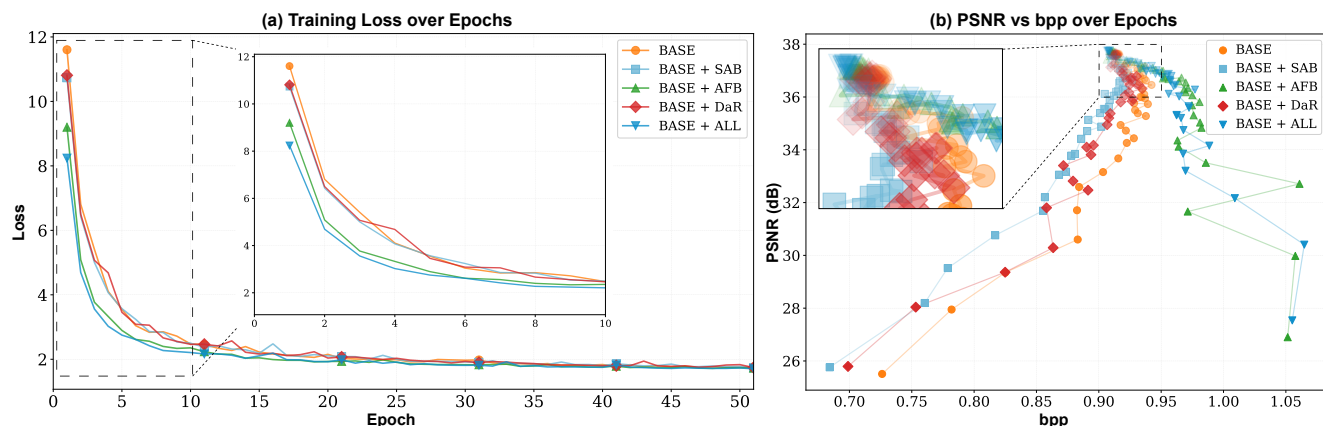 (a) Training Loss over Epochs
12
10
8
6
4
2
Loss
0
5
10
15
20
25
30
35
40
45
50
Epoch
12
10
8
6
4
2
0
2
4
6
8
10
BASE
BASE + SAB
BASE + AFB
BASE + DaR
BASE + ALL
(b) PSNR vs bpp over Epochs
38
36
34
32
30
28
26
PSNR (dB)
0.70
0.75
0.80
0.85
0.90
0.95
1.00
1.05
bpp
BASE
BASE + SAB
BASE + AFB
BASE + DaR
BASE + ALL